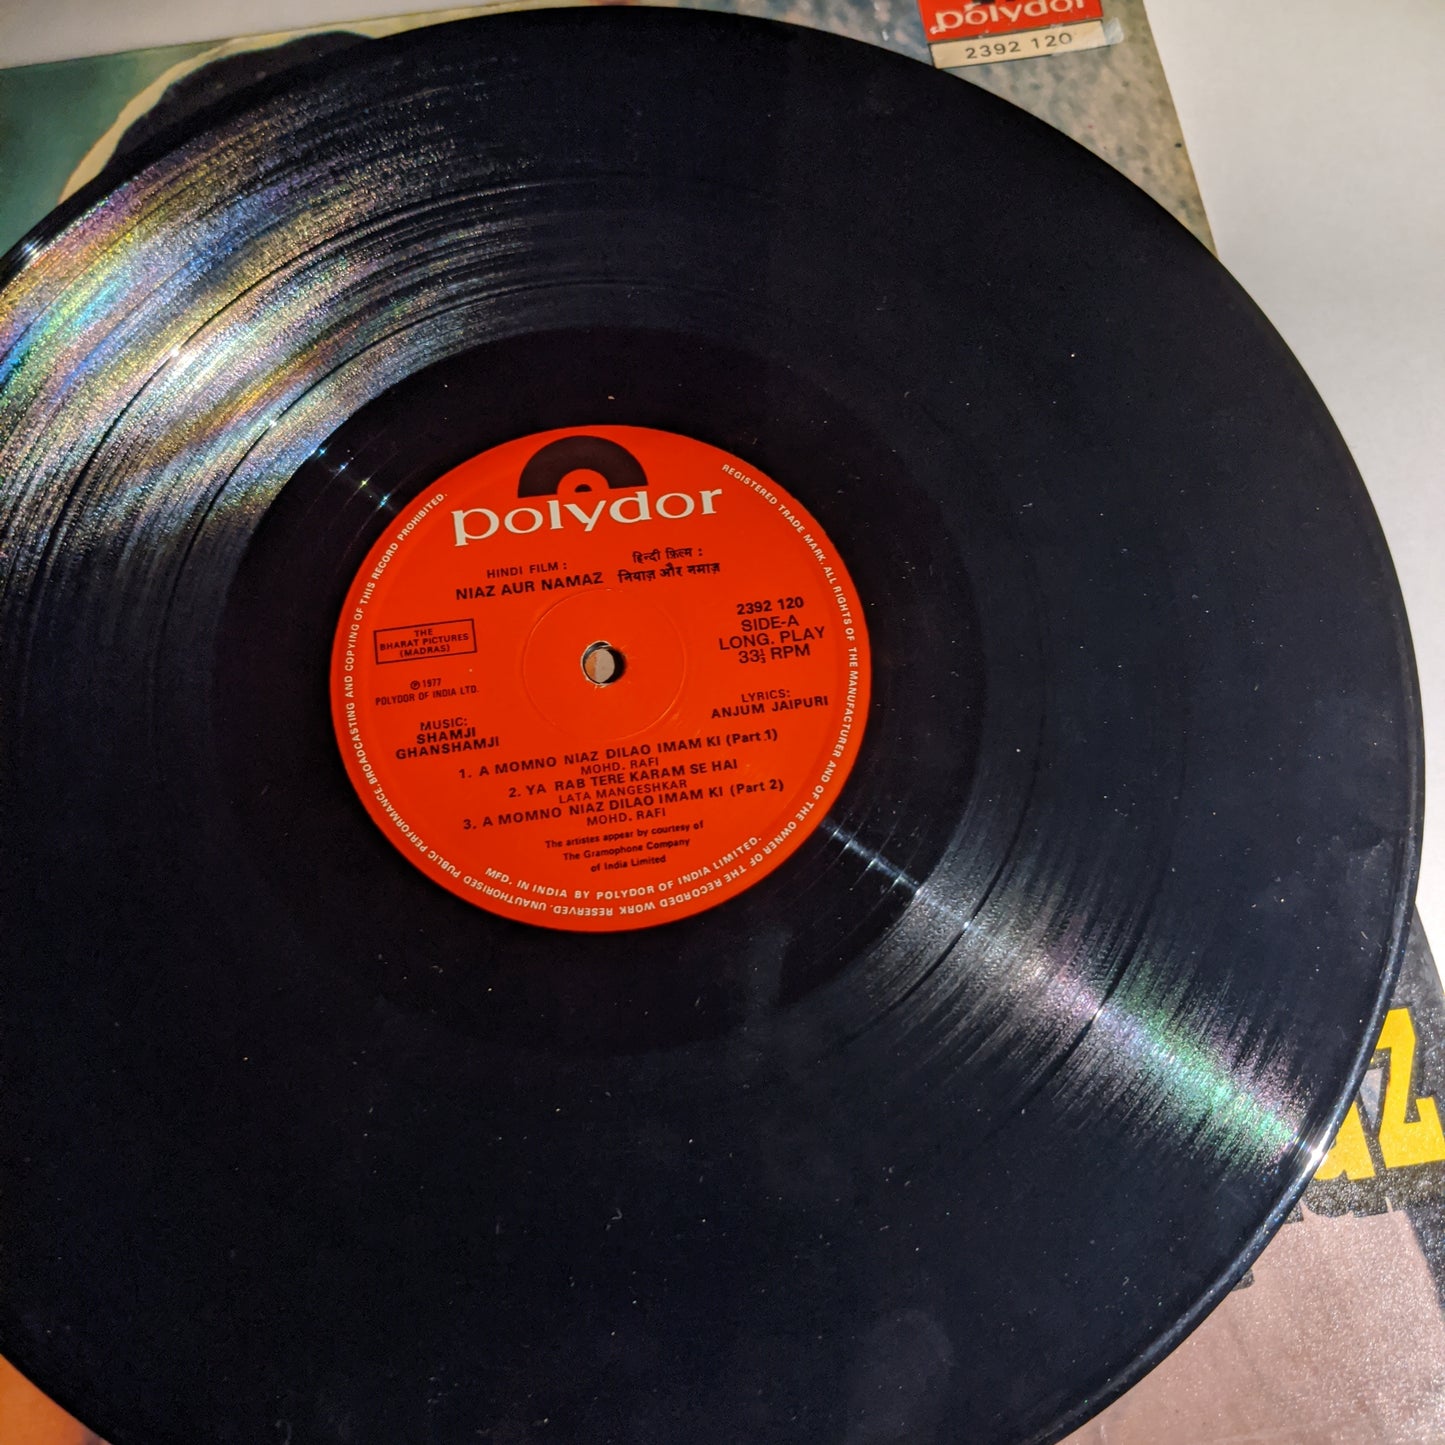 polydor
2392 120
polydor
HINDI FILM :
NIAZ AUR NAMAZ
हिन्दी फ़िल्म :
नियाज़ और नमाज़
THE
BHARAT PICTURES
(MADRAS)
℗ 1977
POLYDOR OF INDIA LTD.
2392 120
SIDE-A
LONG. PLAY
33⅓ RPM
MUSIC:
SHAMJI
GHANSHAMJI
LYRICS:
ANJUM JAIPURI
1. A MOMNO NIAZ DILAO IMAM KI (Part 1)
MOHD. RAFI
2. YA RAB TERE KARAM SE HAI
LATA MANGESHKAR
3. A MOMNO NIAZ DILAO IMAM KI (Part 2)
MOHD. RAFI
The artistes appear by courtesy of
The Gramophone Company
of India Limited
MFD. IN INDIA BY POLYDOR OF INDIA LIMITED.
REGISTERED TRADE MARK. ALL RIGHTS OF THE MANUFACTURER AND OF THE OWNER OF THE RECORDED WORK RESERVED. UNAUTHORISED PUBLIC PERFORMANCE BROADCASTING AND COPYING OF THIS RECORD PROHIBITED.
az